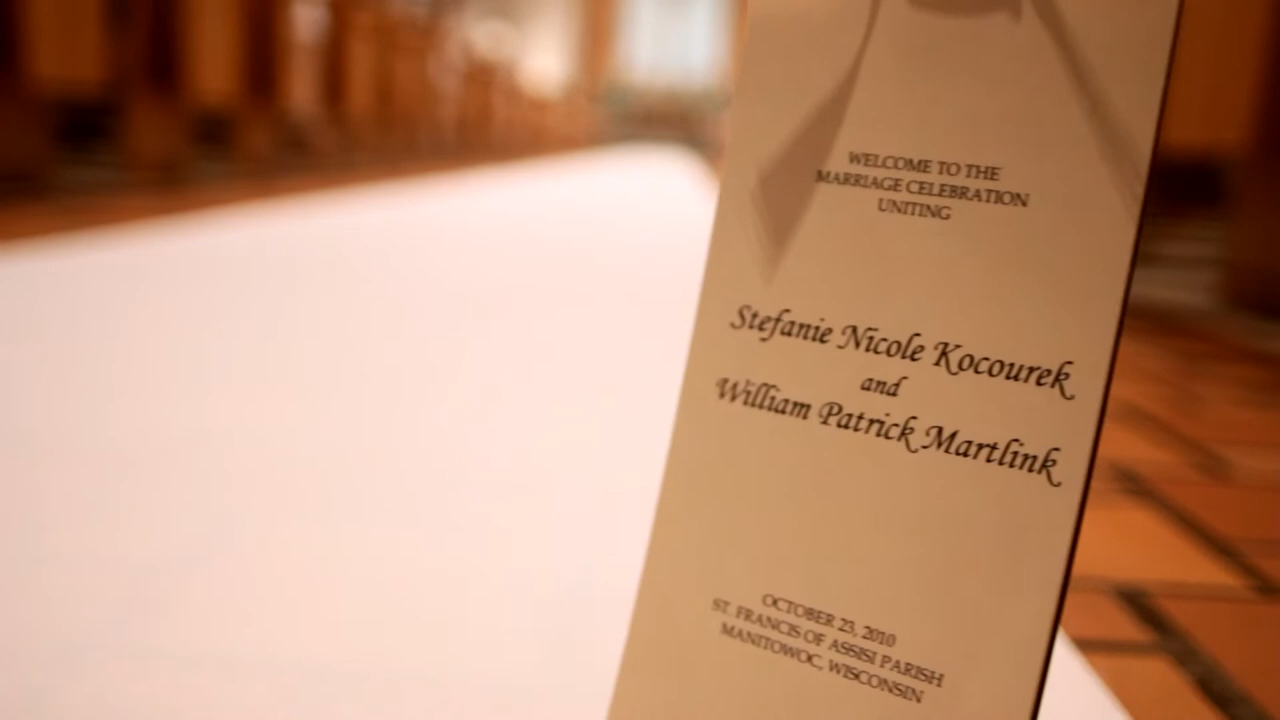 WELCOME TO THE
MARRIAGE CELEBRATION
UNITING
Stefanie Nicole Kocourek
and
William Patrick Martlink
OCTOBER 23, 2010
ST. FRANCIS OF ASSISI PARISH
MANITOWOC, WISCONSIN